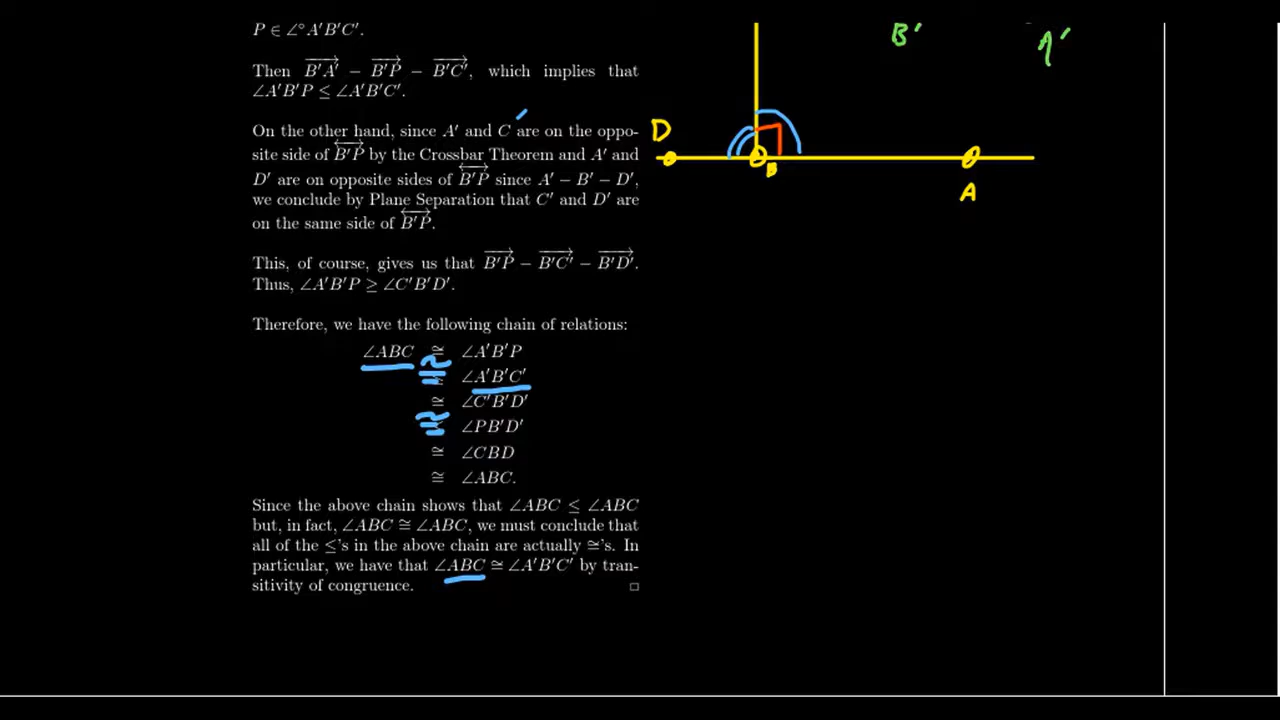 P ∈ ∠°A′B′C′.
Then B′A′ − B′P − B′C′, which implies that
∠A′B′P ≤ ∠A′B′C′.
On the other hand, since A′ and C′ are on the oppo-
site side of B′P by the Crossbar Theorem and A′ and
D′ are on opposite sides of B′P since A′ − B′ − D′,
we conclude by Plane Separation that C′ and D′ are
on the same side of B′P.
This, of course, gives us that B′P − B′C′ − B′D′.
Thus, ∠A′B′P ≥ ∠C′B′D′.
Therefore, we have the following chain of relations:
∠ABC ≅ ∠A′B′P
≅ ∠A′B′C′
≅ ∠C′B′D′
≅ ∠PB′D′
≅ ∠CBD
≅ ∠ABC.
Since the above chain shows that ∠ABC ≤ ∠ABC
but, in fact, ∠ABC ≅ ∠ABC, we must conclude that
all of the ≤'s in the above chain are actually ≅'s. In
particular, we have that ∠ABC ≅ ∠A′B′C′ by tran-
sitivity of congruence. □
B′
A′
D
B
A